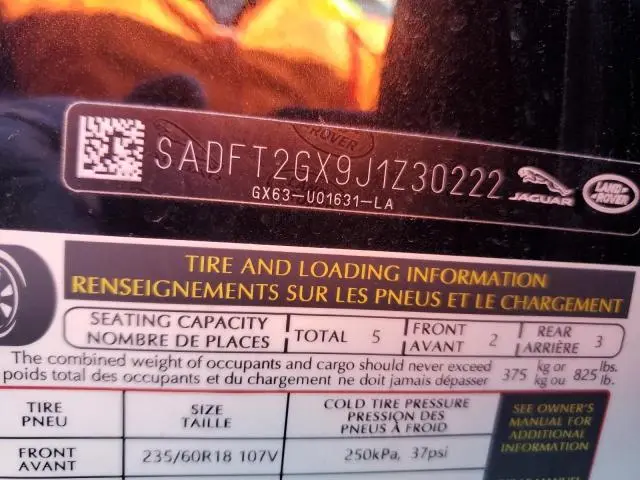 ROVER
SADFT2GX9J1Z30222
GX63-U01631-LA
JAGUAR
LAND-
ROVER
TIRE AND LOADING INFORMATION
RENSEIGNEMENTS SUR LES PNEUS ET LE CHARGEMENT
SEATING CAPACITY
NOMBRE DE PLACES
TOTAL 5
FRONT
AVANT 2
REAR
ARRIÈRE 3
The combined weight of occupants and cargo should never exceed
poids total des occupants et du chargement ne doit jamais dépasser
375 kg or
kg ou
825 lbs.
lb.
TIRE
PNEU
SIZE
TAILLE
COLD TIRE PRESSURE
PRESSION DES
PNEUS À FROID
SEE OWNER'S
MANUAL FOR
ADDITIONAL
INFORMATION
FRONT
AVANT
235/60R18 107V
250kPa, 37psi